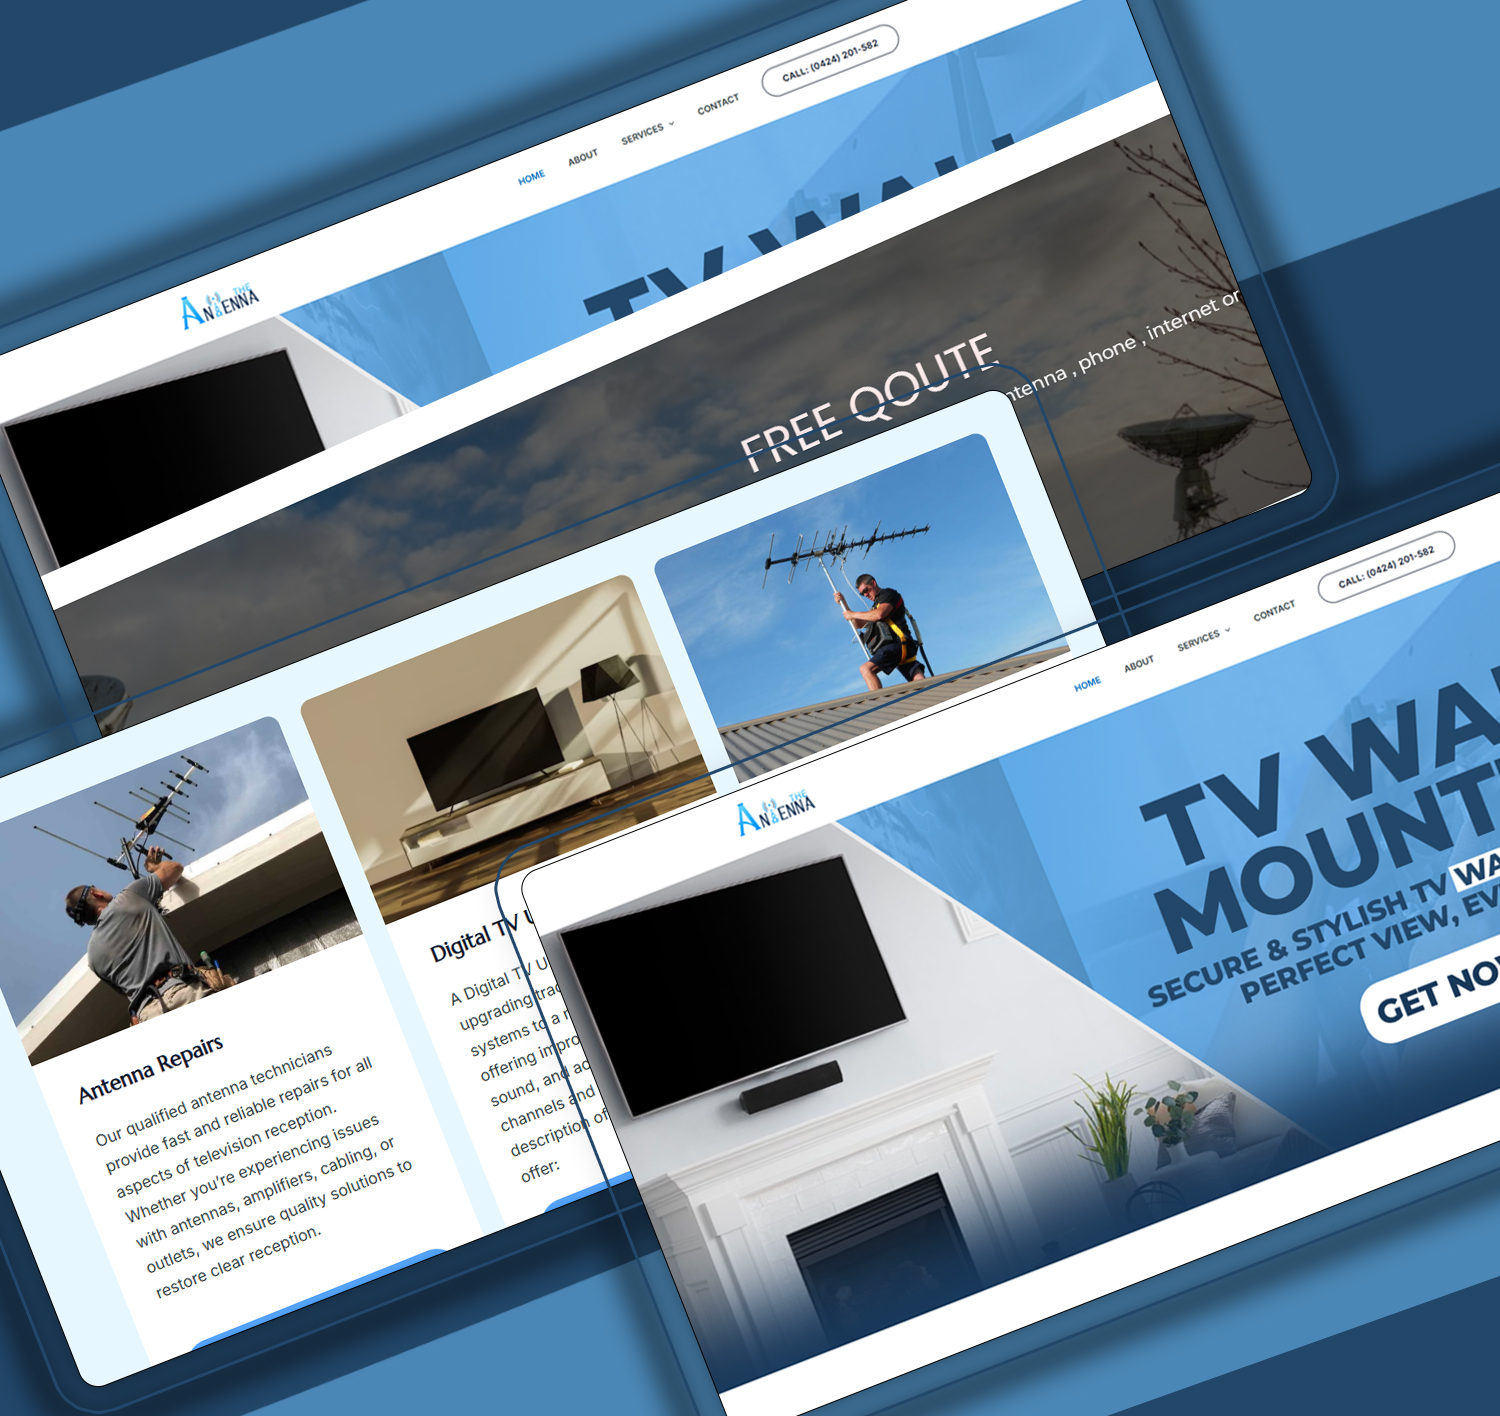 HOME
ABOUT
SERVICES
CONTACT
CALL: (0424) 201-582
THE
ANTENNA
TV WALL
FREE QOUTE
ntenna , phone , internet or
Antenna Repairs
Our qualified antenna technicians
provide fast and reliable repairs for all
aspects of television reception.
Whether you're experiencing issues
with antennas, amplifiers, cabling, or
outlets, we ensure quality solutions to
restore clear reception.
Digital TV U
A Digital TV U
upgrading trad
systems to a
offering impro
sound, and ac
channels and
description of
offer:
HOME
ABOUT
SERVICES
CONTACT
CALL: (0424) 201-582
THE
ANTENNA
TV WA
MOUNT
SECURE & STYLISH TV WA
PERFECT VIEW, EV
GET NO